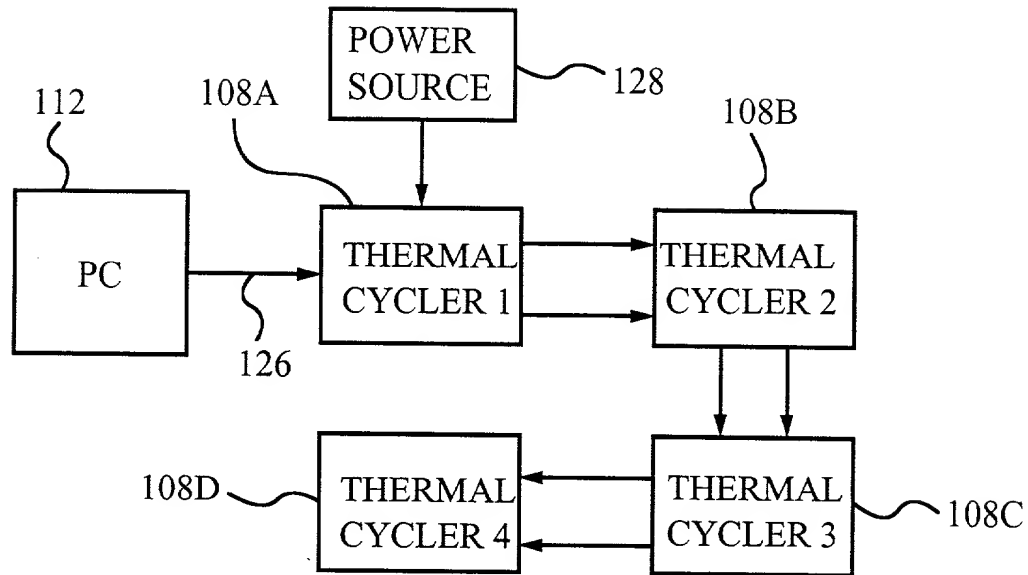 POWER
SOURCE
128
112
108A
108B
PC
THERMAL
CYCLER 1
THERMAL
CYCLER 2
126
108D
THERMAL
CYCLER 4
THERMAL
CYCLER 3
108C